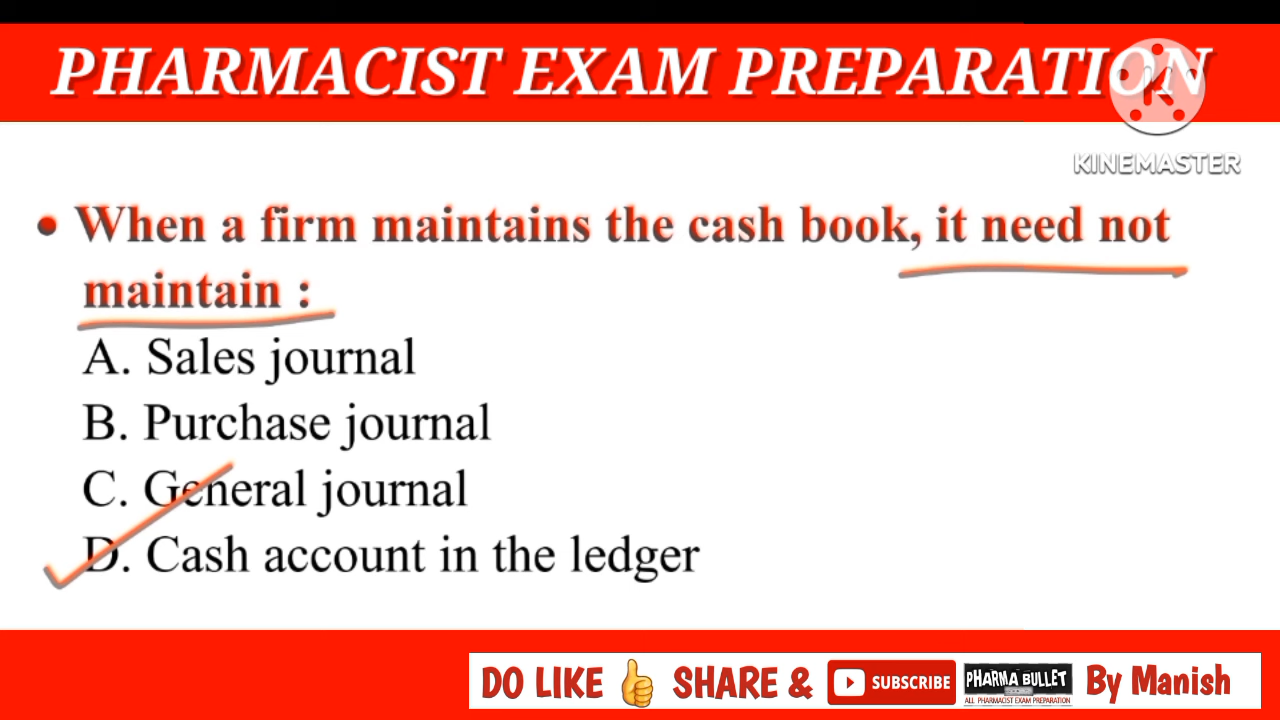 PHARMACIST EXAM PREPARATION
KINEMASTER
• When a firm maintains the cash book, it need not
maintain :
A. Sales journal
B. Purchase journal
C. General journal
D. Cash account in the ledger
DO LIKE 👍 SHARE & SUBSCRIBE PHARMA BULLET By Manish
ALL PHARMACIST EXAM PREPARATION